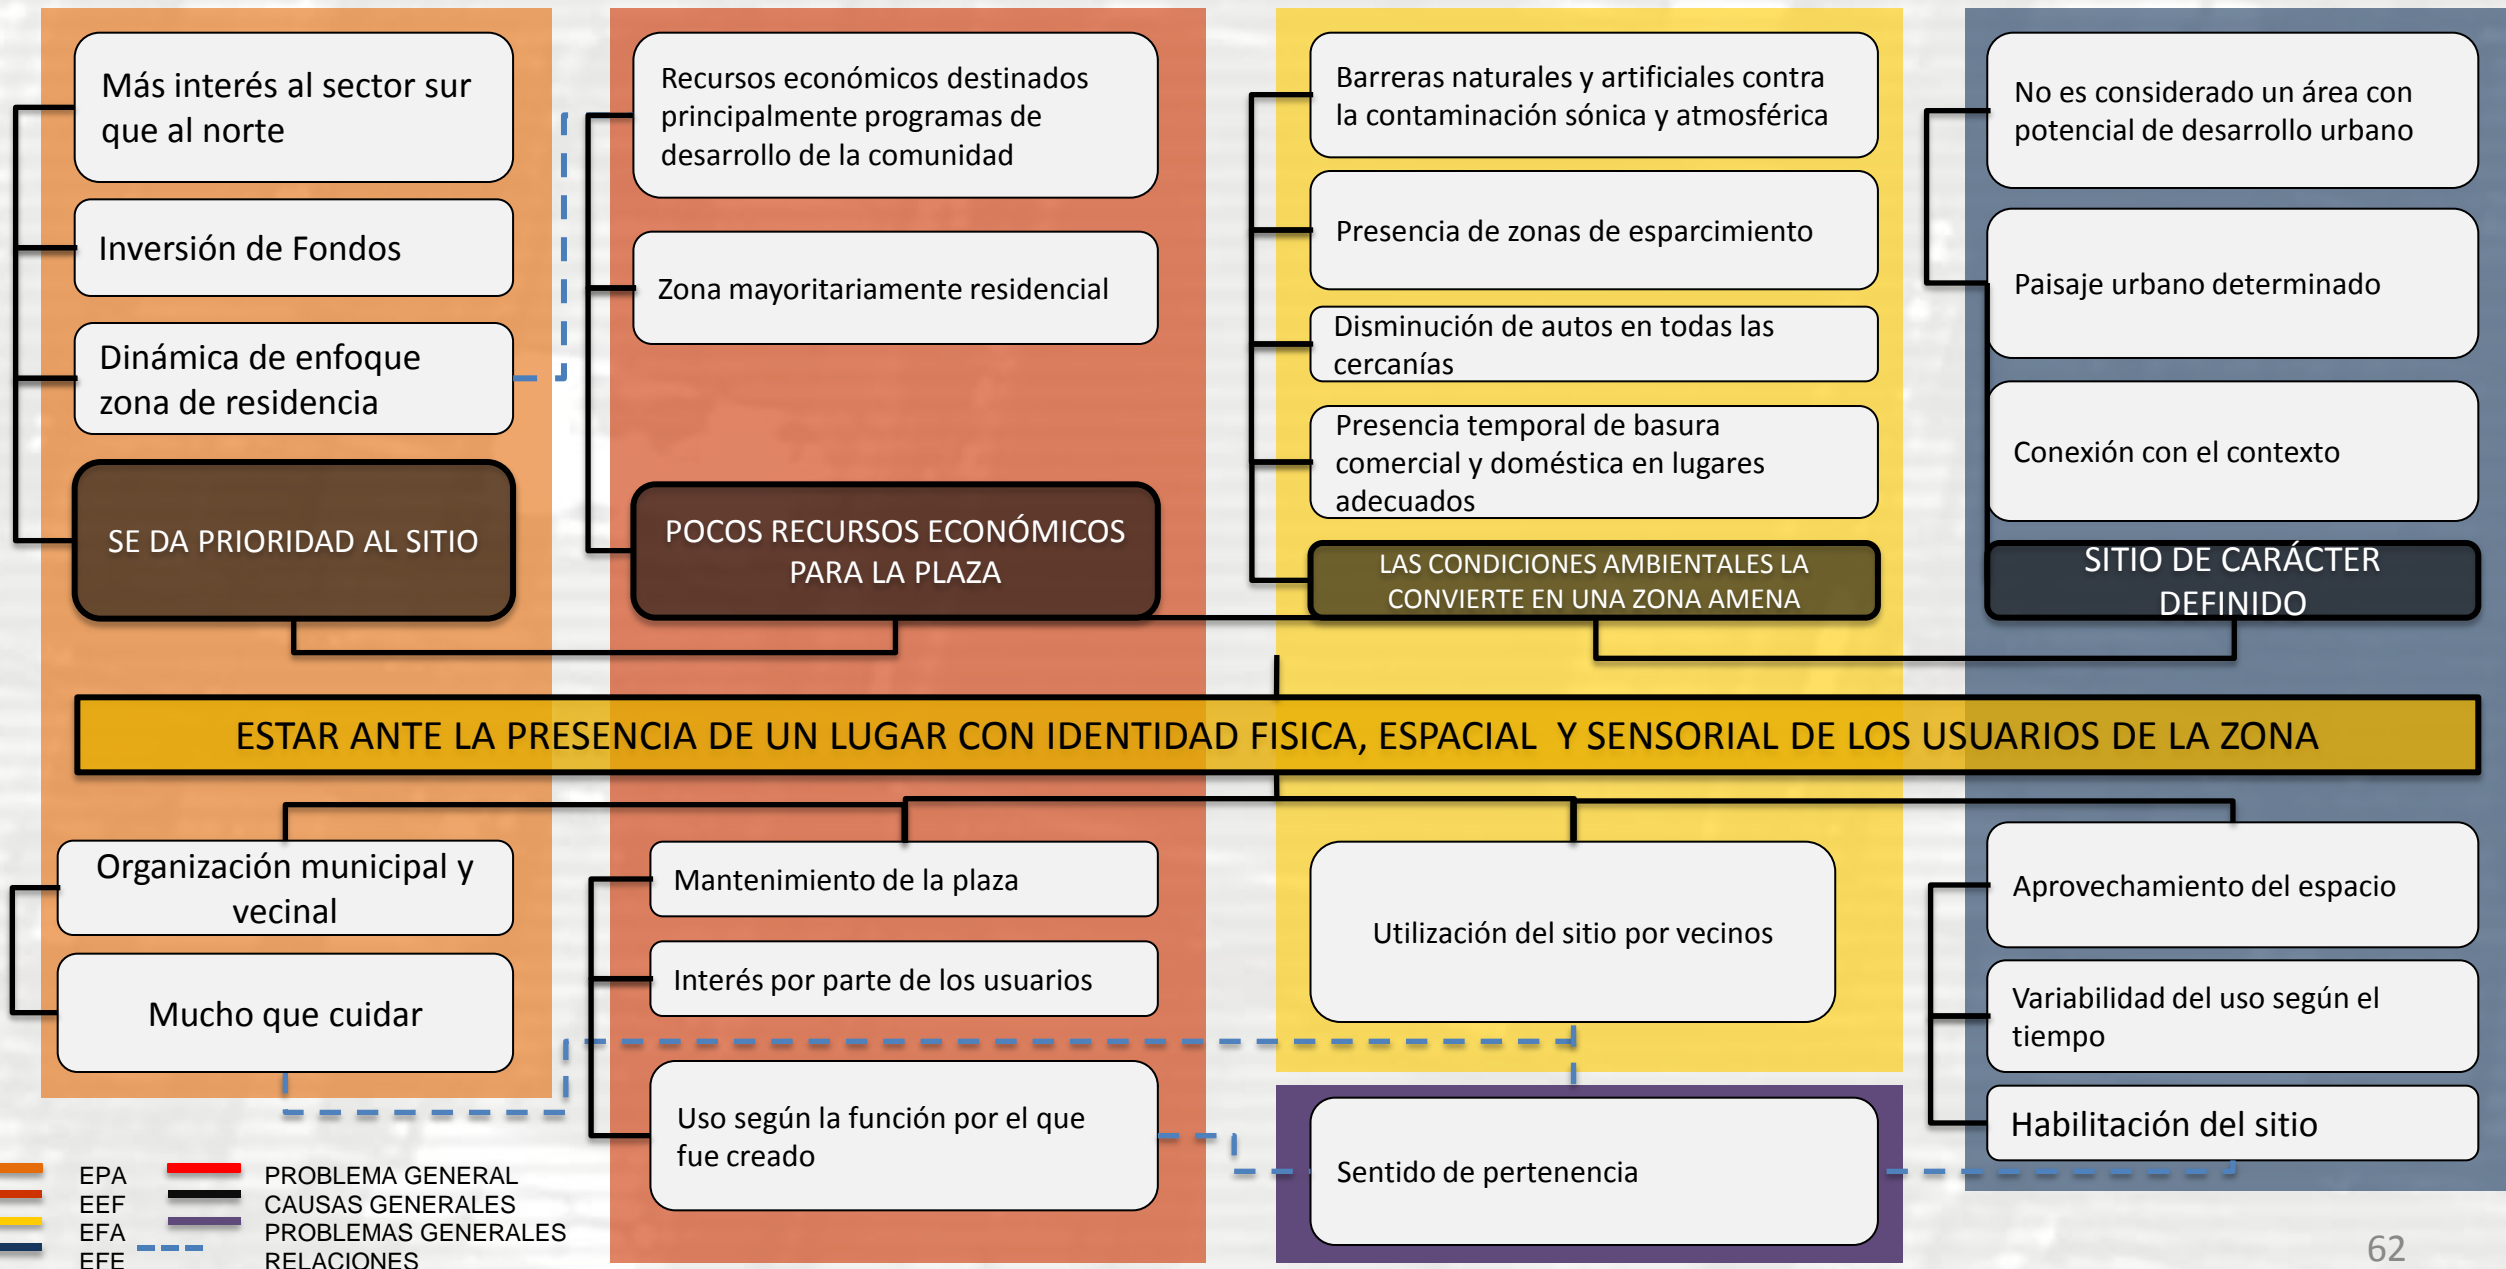 Más interés al sector sur
que al norte
Inversión de Fondos
Dinámica de enfoque
zona de residencia
SE DA PRIORIDAD AL SITIO
Recursos económicos destinados
principalmente programas de
desarrollo de la comunidad
Zona mayoritariamente residencial
POCOS RECURSOS ECONÓMICOS
PARA LA PLAZA
Barreras naturales y artificiales contra
la contaminación sónica y atmosférica
Presencia de zonas de esparcimiento
Disminución de autos en todas las
cercanías
Presencia temporal de basura
comercial y doméstica en lugares
adecuados
LAS CONDICIONES AMBIENTALES LA
CONVIERTE EN UNA ZONA AMENA
No es considerado un área con
potencial de desarrollo urbano
Paisaje urbano determinado
Conexión con el contexto
SITIO DE CARÁCTER
DEFINIDO
ESTAR ANTE LA PRESENCIA DE UN LUGAR CON IDENTIDAD FISICA, ESPACIAL Y SENSORIAL DE LOS USUARIOS DE LA ZONA
Organización municipal y
vecinal
Mucho que cuidar
Mantenimiento de la plaza
Interés por parte de los usuarios
Uso según la función por el que
fue creado
Utilización del sitio por vecinos
Sentido de pertenencia
Aprovechamiento del espacio
Variabilidad del uso según el
tiempo
Habilitación del sitio
EPA
EEF
EFA
EFE
PROBLEMA GENERAL
CAUSAS GENERALES
PROBLEMAS GENERALES
RELACIONES
62